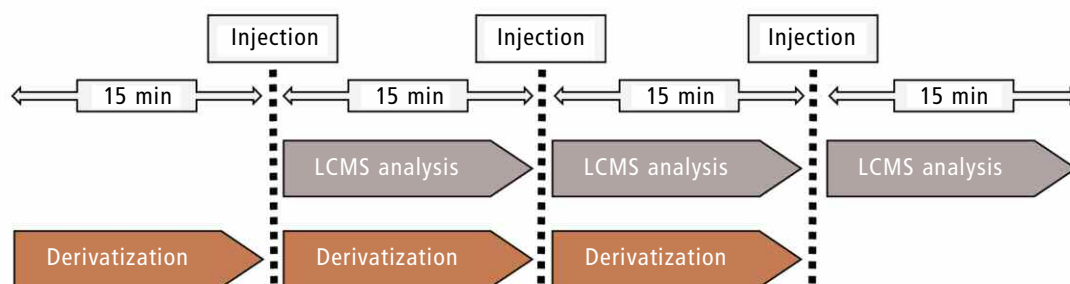 Injection
Injection
Injection
15 min
15 min
15 min
15 min
LCMS analysis
LCMS analysis
LCMS analysis
Derivatization
Derivatization
Derivatization